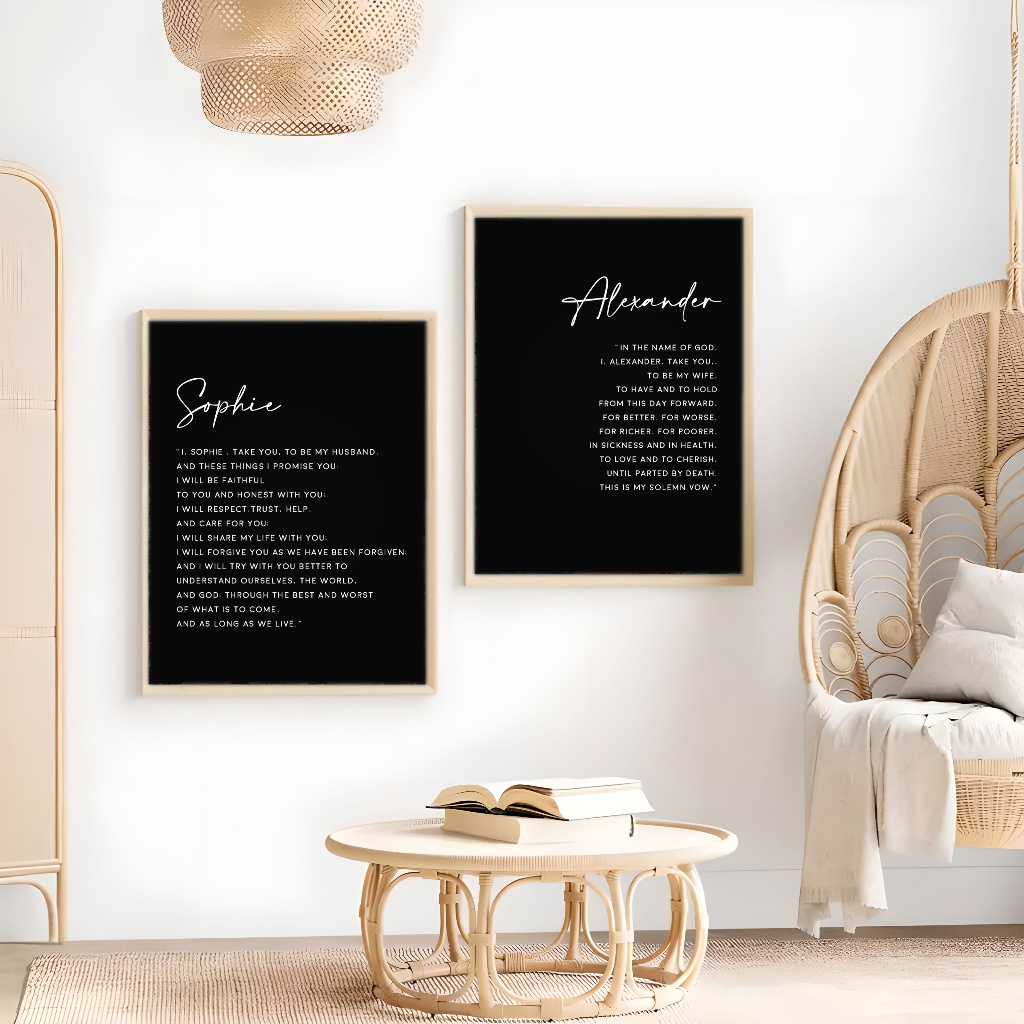 Sophie
"I, SOPHIE , TAKE YOU, TO BE MY HUSBAND,
AND THESE THINGS I PROMISE YOU:
I WILL BE FAITHFUL
TO YOU AND HONEST WITH YOU;
I WILL RESPECT,TRUST, HELP,
AND CARE FOR YOU;
I WILL SHARE MY LIFE WITH YOU;
I WILL FORGIVE YOU AS WE HAVE BEEN FORGIVEN;
AND I WILL TRY WITH YOU BETTER TO
UNDERSTAND OURSELVES, THE WORLD,
AND GOD; THROUGH THE BEST AND WORST
OF WHAT IS TO COME,
AND AS LONG AS WE LIVE."
Alexander
"IN THE NAME OF GOD,
I, ALEXANDER, TAKE YOU,,
TO BE MY WIFE,
TO HAVE AND TO HOLD
FROM THIS DAY FORWARD,
FOR BETTER, FOR WORSE,
FOR RICHER, FOR POORER,
IN SICKNESS AND IN HEALTH,
TO LOVE AND TO CHERISH,
UNTIL PARTED BY DEATH.
THIS IS MY SOLEMN VOW."